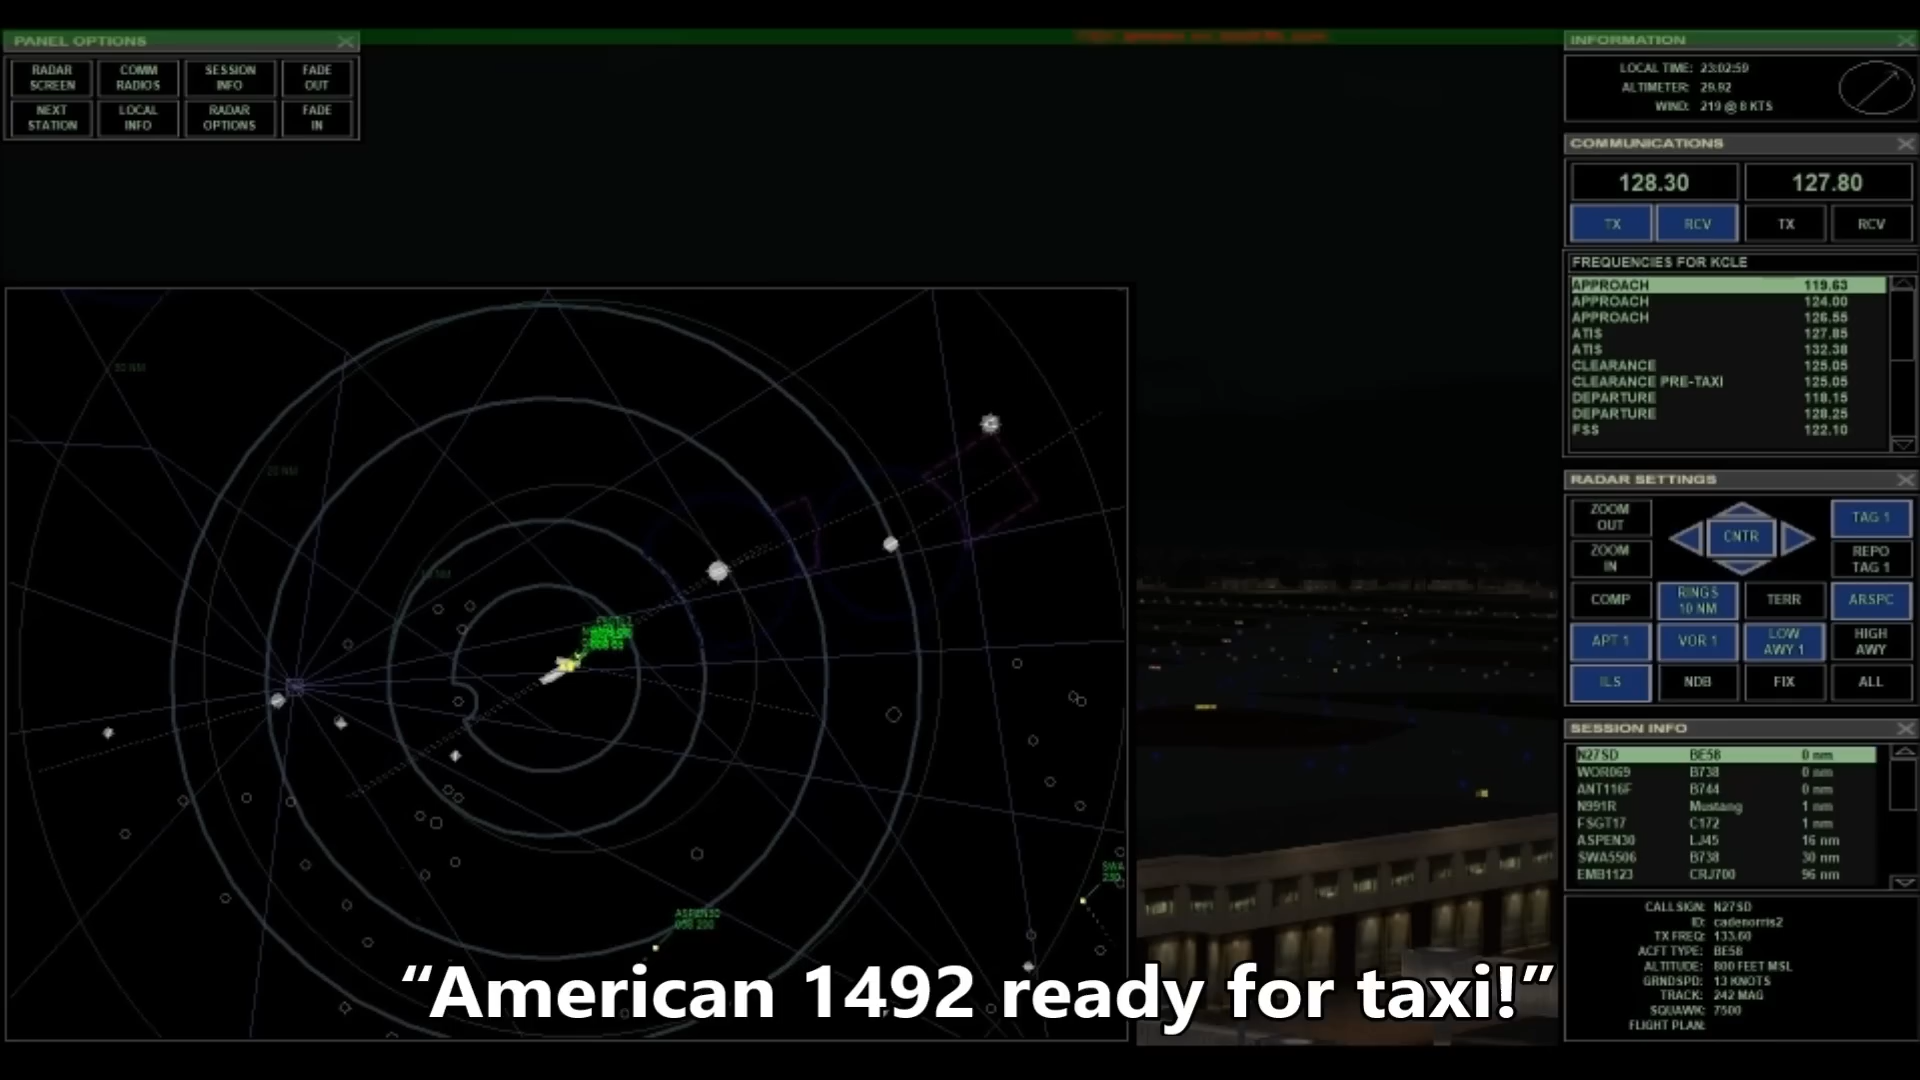 PANEL OPTIONS
RADAR SCREEN
COMM RADIOS
SESSION INFO
FADE OUT
NEXT STATION
LOCAL INFO
RADAR OPTIONS
FADE IN
INFORMATION
LOCAL TIME: 23:02:59
ALTIMETER: 29.92
WIND: 219 @ 8 KTS
COMMUNICATIONS
128.30 127.80
TX RCV TX RCV
FREQUENCIES FOR KCLE
APPROACH 119.63
APPROACH 124.00
APPROACH 126.55
ATIS 127.85
ATIS 132.38
CLEARANCE 125.05
CLEARANCE PRE-TAXI 125.05
DEPARTURE 118.15
DEPARTURE 128.25
FSS 122.10
RADAR SETTINGS
ZOOM OUT
CNTR
TAG 1
ZOOM IN
REPO TAG 1
COMP
RINGS 10 NM
TERR
ARSPC
APT 1
VOR 1
LOW AWY 1
HIGH AWY
ILS
NDB
FIX
ALL
SESSION INFO
N27SD BE58 0 nm
WOR069 B738 0 nm
ANT116F B744 0 nm
N991R Mustang 1 nm
FSGT17 C172 1 nm
ASPEN30 LJ45 16 nm
SWA5506 B738 30 nm
EMB1123 CRJ700 96 nm
CALLSIGN: N27SD
ID: cadenorris2
TX FREQ: 133.60
ACFT TYPE: BE58
ALTITUDE: 800 FEET MSL
GRNDSPD: 13 KNOTS
TRACK: 242 MAG
SQUAWK: 7500
FLIGHT PLAN:
20 NM
ASPEN30
SWA
“American 1492 ready for taxi!”